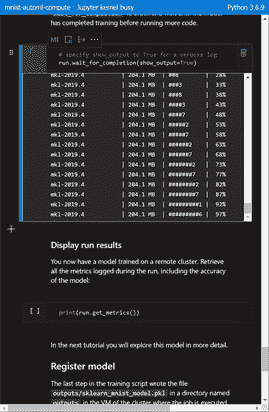 mnist-automl-compute · Jupyter kernel busy Python 3.6.9
has completed training before running more code.
M↓
# specify show_output to True for a verbose log
run.wait_for_completion(show_output=True)
mkl-2019.4 | 204.1 MB | ##8 | 28%
mkl-2019.4 | 204.1 MB | ###3 | 33%
mkl-2019.4 | 204.1 MB | ###8 | 38%
mkl-2019.4 | 204.1 MB | ####3 | 43%
mkl-2019.4 | 204.1 MB | ####7 | 48%
mkl-2019.4 | 204.1 MB | #####2 | 53%
mkl-2019.4 | 204.1 MB | #####7 | 58%
mkl-2019.4 | 204.1 MB | ######2 | 63%
mkl-2019.4 | 204.1 MB | ######7 | 68%
mkl-2019.4 | 204.1 MB | #######2 | 73%
mkl-2019.4 | 204.1 MB | #######7 | 77%
mkl-2019.4 | 204.1 MB | ########2 | 82%
mkl-2019.4 | 204.1 MB | ########7 | 87%
mkl-2019.4 | 204.1 MB | #########1 | 92%
mkl-2019.4 | 204.1 MB | #########6 | 97%
Display run results
You now have a model trained on a remote cluster. Retrieve
all the metrics logged during the run, including the accuracy
of the model:
[ ] print(run.get_metrics())
In the next tutorial you will explore this model in more detail.
Register model
The last step in the training script wrote the file
outputs/sklearn_mnist_model.pkl in a directory named
outputs in the VM of the cluster where the job is executed